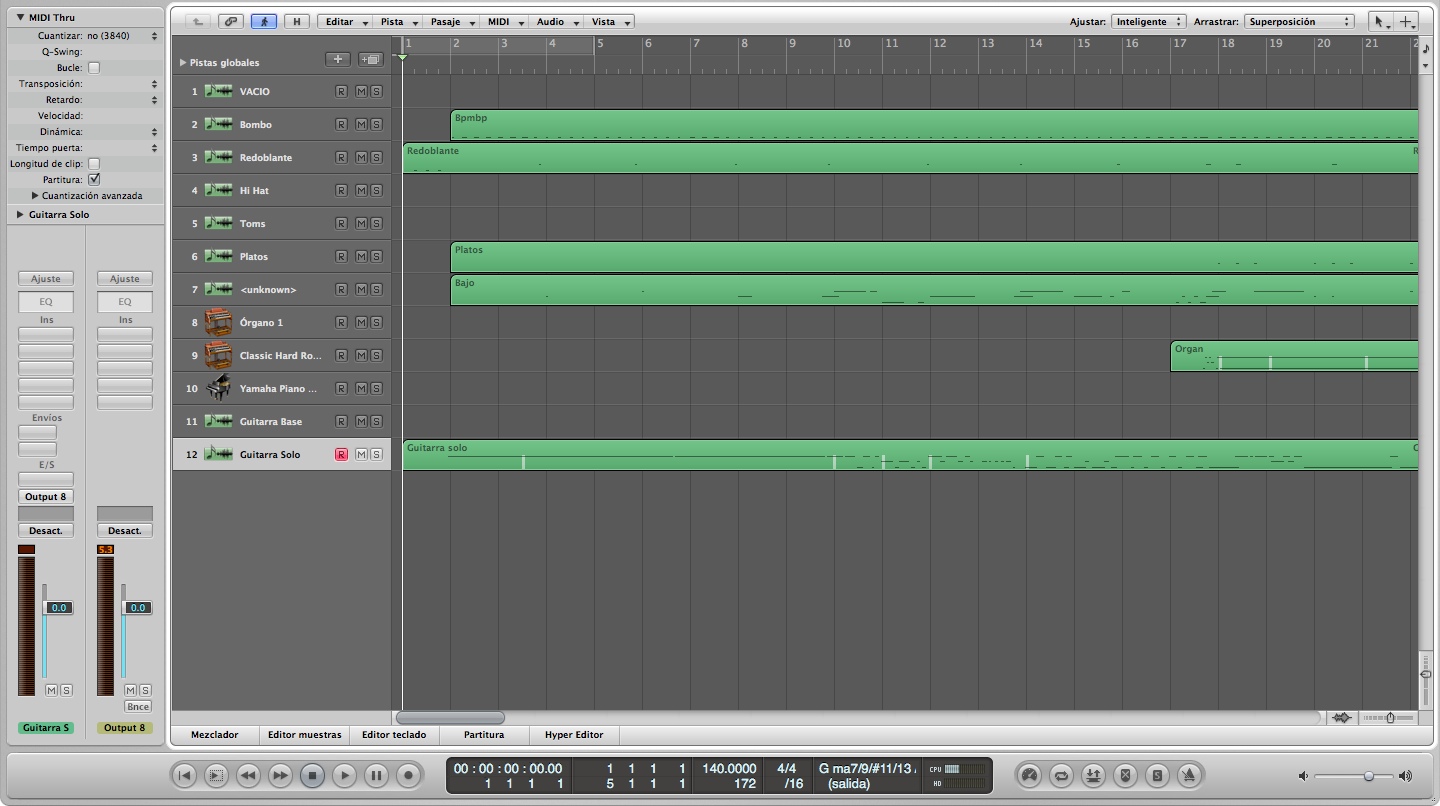 MIDI Thru
Cuantizar: no (3840)
Q-Swing:
Bucle:
Transposición:
Retardo:
Velocidad:
Dinámica:
Tiempo puerta:
Longitud de clip:
Partitura:
Cuantización avanzada
Guitarra Solo
Ajuste Ajuste
EQ EQ
Ins Ins
Envíos
E/S
Output 8
Desact. Desact.
5.3
0.0 0.0
M S M S
Bnce
Guitarra S Output 8
H Editar Pista Pasaje MIDI Audio Vista Ajustar: Inteligente Arrastrar: Superposición
Pistas globales
1 2 3 4 5 6 7 8 9 10 11 12 13 14 15 16 17 18 19 20 21 2
1 VACIO R M S
2 Bombo R M S Bpmbp
3 Redoblante R M S Redoblante R
4 Hi Hat R M S
5 Toms R M S
6 Platos R M S Platos
7 <unknown> R M S Bajo
8 Órgano 1 R M S
9 Classic Hard Ro... R M S Organ
10 Yamaha Piano ... R M S
11 Guitarra Base R M S
12 Guitarra Solo R M S Guitarra solo
Mezclador Editor muestras Editor teclado Partitura Hyper Editor
00 : 00 : 00 : 00.00 1 1 1 1 140.0000 4/4 G ma7/9/#11/13 CPU
1 1 1 1 5 1 1 1 172 /16 (salida) HD
S